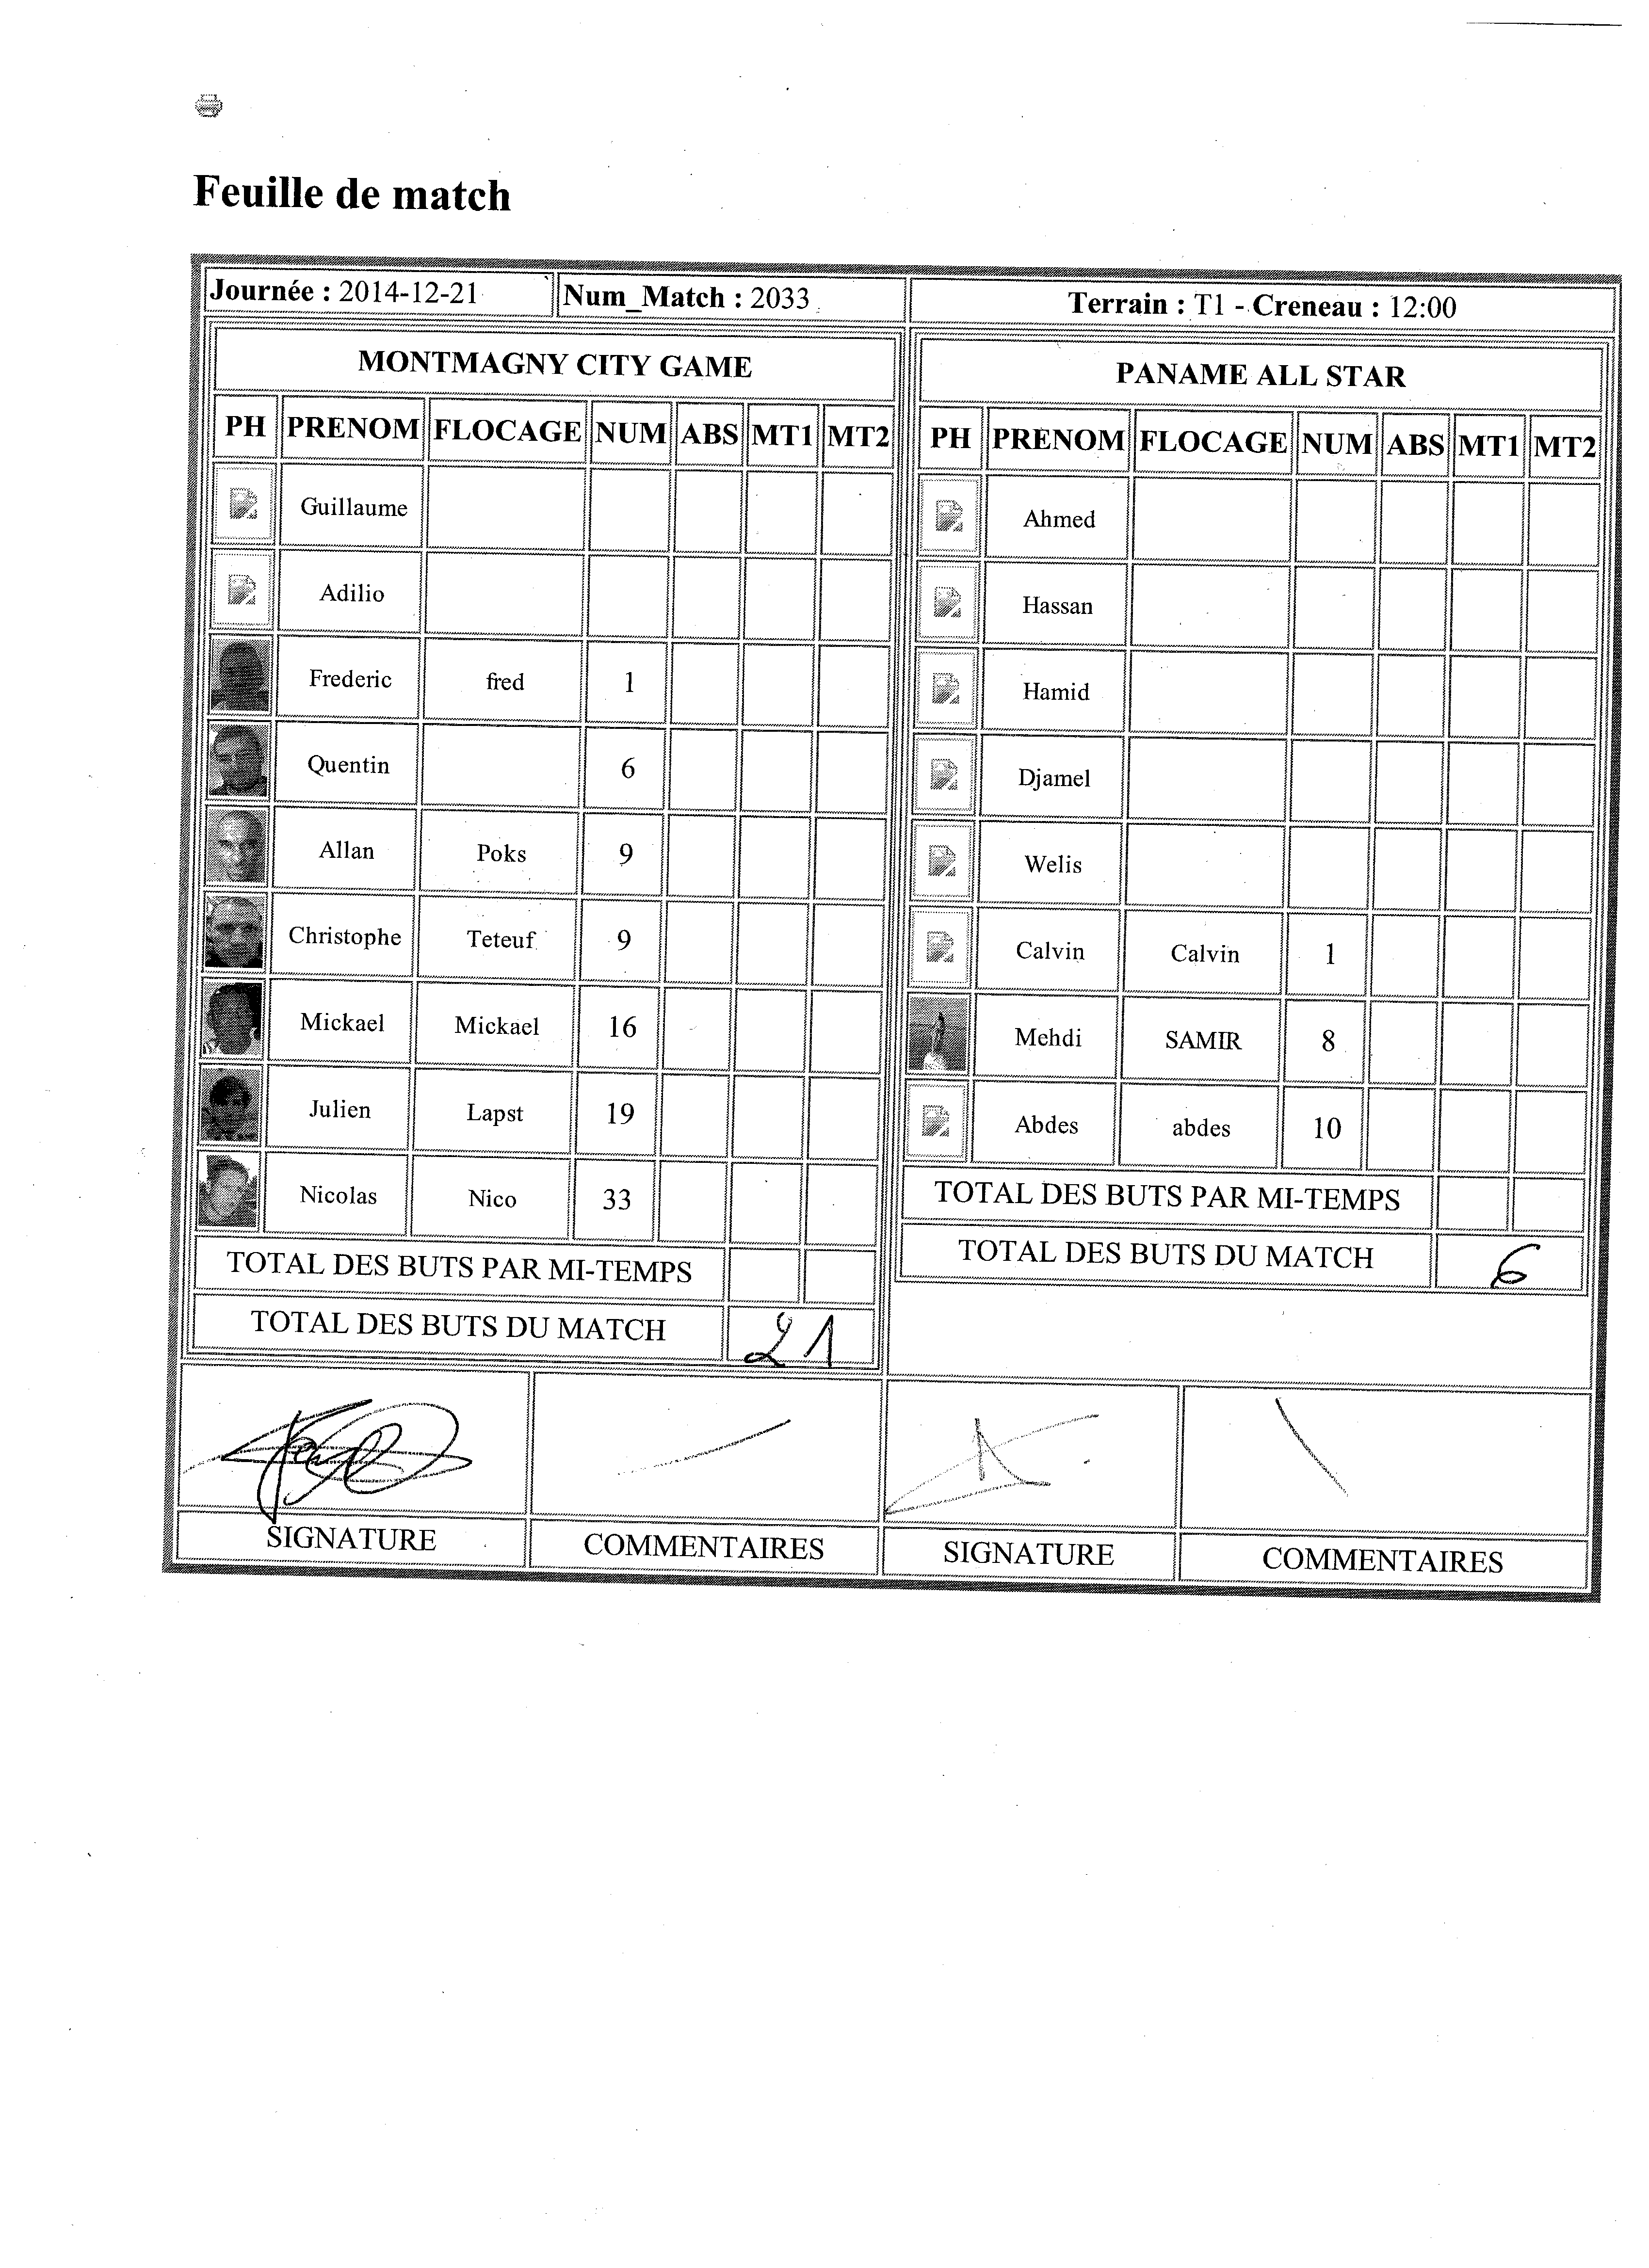 Feuille de match
Journée : 2014-12-21 Num_Match : 2033 Terrain : T1 - Creneau : 12:00
MONTMAGNY CITY GAME
PH PRENOM FLOCAGE NUM ABS MT1 MT2
Guillaume
Adilio
Frederic fred 1
Quentin 6
Allan Poks 9
Christophe Teteuf 9
Mickael Mickael 16
Julien Lapst 19
Nicolas Nico 33
TOTAL DES BUTS PAR MI-TEMPS
TOTAL DES BUTS DU MATCH 21
PANAME ALL STAR
PH PRENOM FLOCAGE NUM ABS MT1 MT2
Ahmed
Hassan
Hamid
Djamel
Welis
Calvin Calvin 1
Mehdi SAMIR 8
Abdes abdes 10
TOTAL DES BUTS PAR MI-TEMPS
TOTAL DES BUTS DU MATCH 6
SIGNATURE COMMENTAIRES SIGNATURE COMMENTAIRES